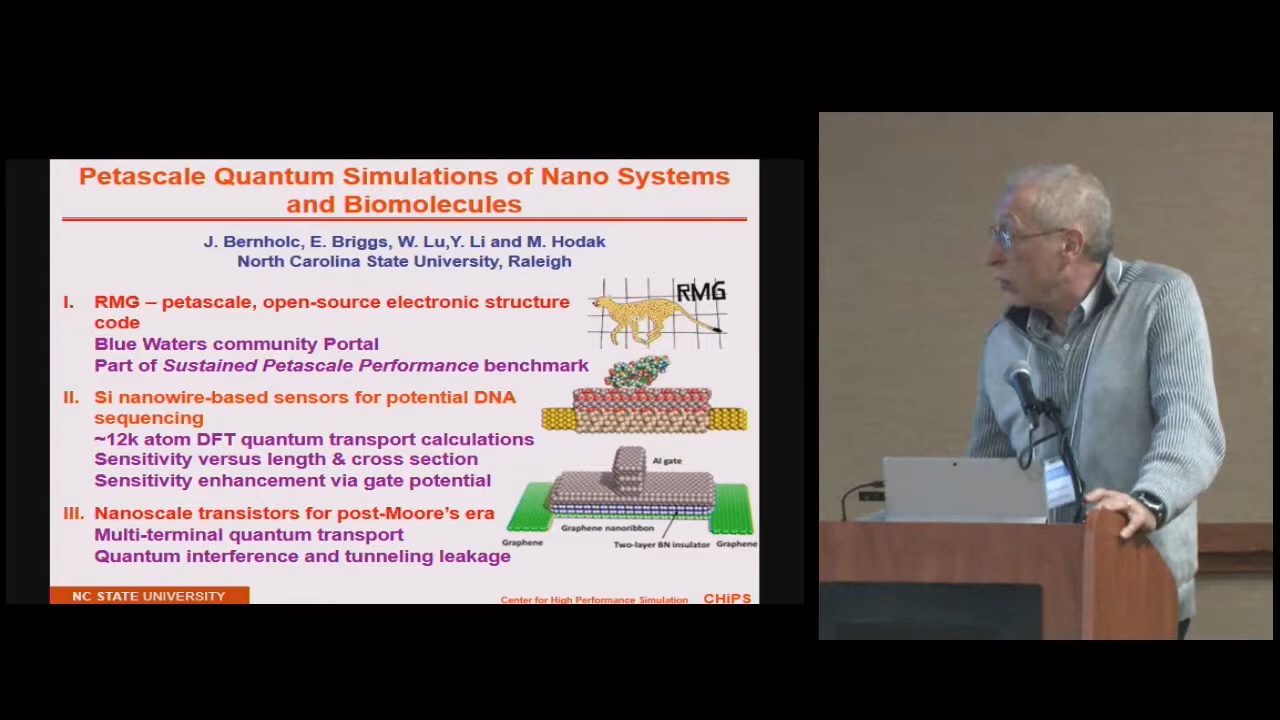 Petascale Quantum Simulations of Nano Systems
and Biomolecules
J. Bernholc, E. Briggs, W. Lu,Y. Li and M. Hodak
North Carolina State University, Raleigh
I. RMG – petascale, open-source electronic structure
code
Blue Waters community Portal
Part of Sustained Petascale Performance benchmark
RMG
II. Si nanowire-based sensors for potential DNA
sequencing
~12k atom DFT quantum transport calculations
Sensitivity versus length & cross section
Sensitivity enhancement via gate potential
III. Nanoscale transistors for post-Moore's era
Multi-terminal quantum transport
Quantum interference and tunneling leakage
Al gate
Graphene nanoribbon
Graphene
Two-layer BN insulator
Graphene
NC STATE UNIVERSITY
Center for High Performance Simulation CHiPS